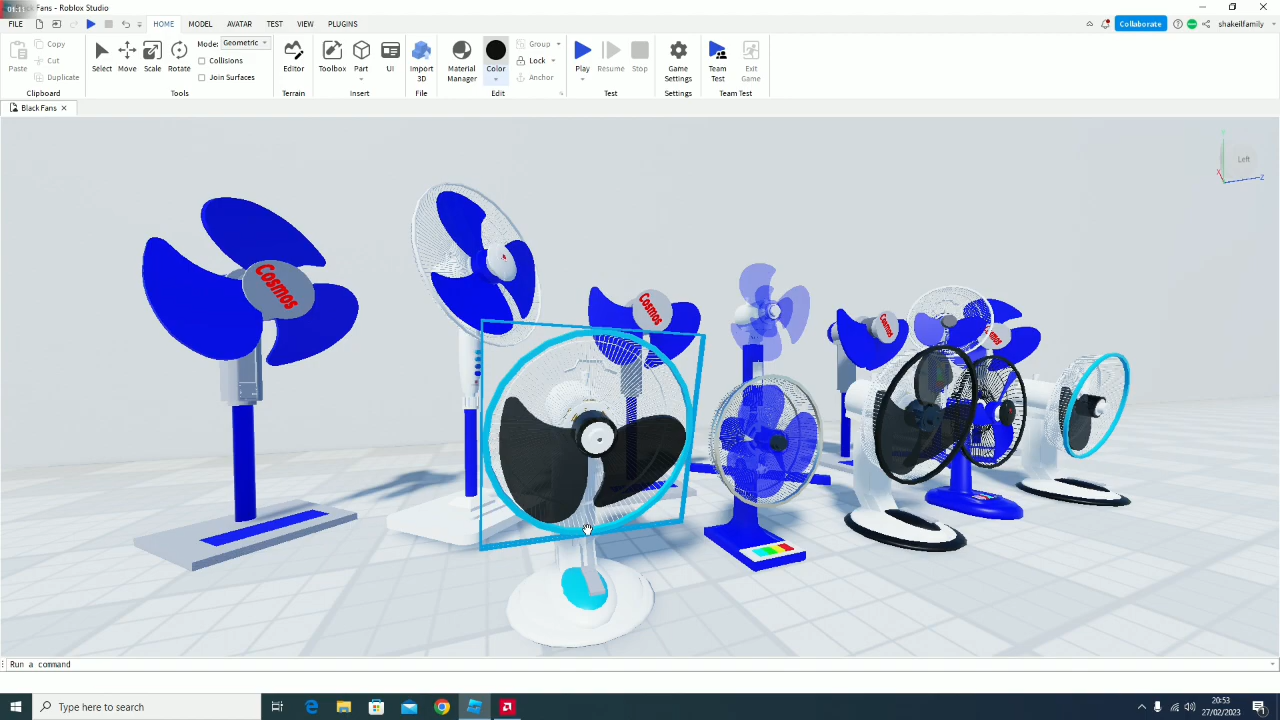 Fans - Roblox Studio
FILE HOME MODEL AVATAR TEST VIEW PLUGINS
Collaborate shakeilfamily
Paste Copy Cut Duplicate Clipboard
Select Move Scale Rotate Mode: Geometric Collisions Join Surfaces Tools
Editor Terrain
Toolbox Part UI Insert
Import 3D File
Material Manager Color Group Lock Anchor Edit
Play Resume Stop Test
Game Settings Settings
Team Test Exit Game Team Test
Black Fans
Left
Y
X
Z
Cosmos
Cosmos
Cosmos
Cosmos
Run a command
Type here to search
20:53
27/02/2023